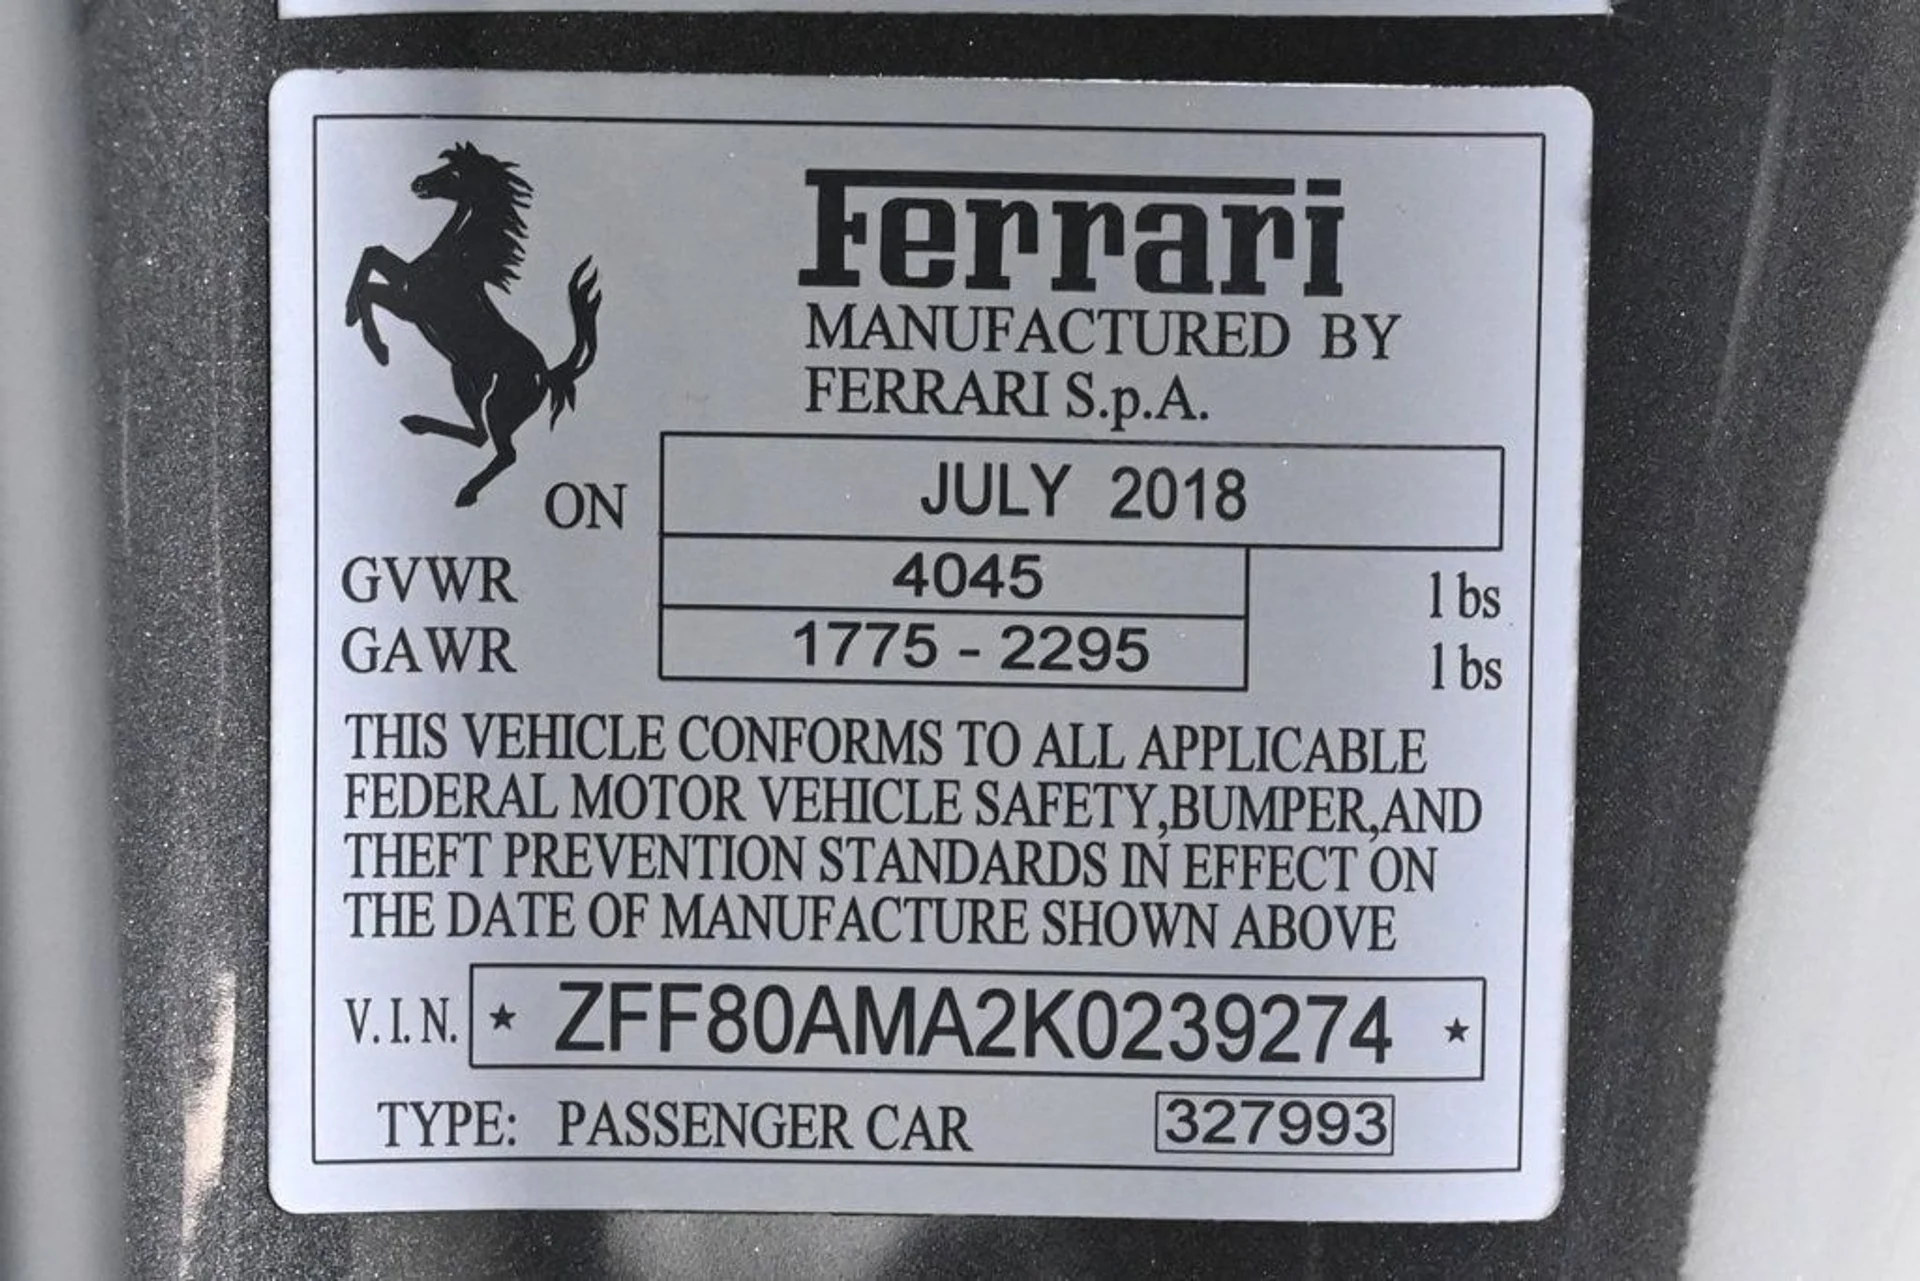 Ferrari
MANUFACTURED BY
FERRARI S.p.A.
ON JULY 2018
GVWR 4045 lbs
GAWR 1775 - 2295 lbs
THIS VEHICLE CONFORMS TO ALL APPLICABLE
FEDERAL MOTOR VEHICLE SAFETY,BUMPER,AND
THEFT PREVENTION STANDARDS IN EFFECT ON
THE DATE OF MANUFACTURE SHOWN ABOVE
V.I.N. ★ ZFF80AMA2K0239274 ★
TYPE: PASSENGER CAR 327993